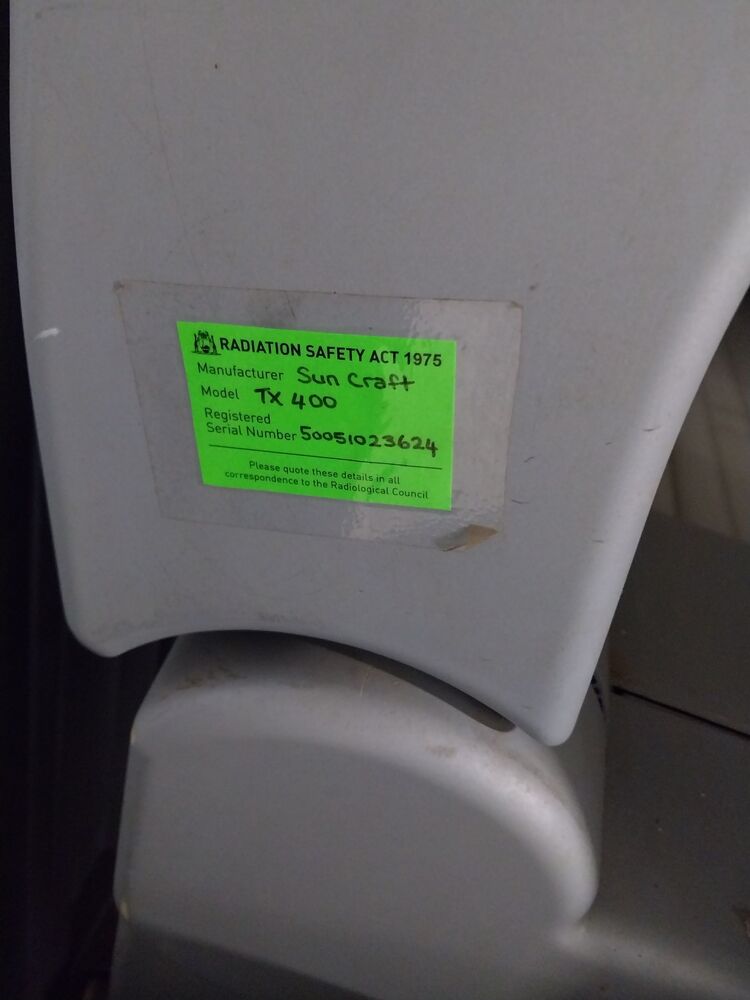 RADIATION SAFETY ACT 1975
Manufacturer Sun Craft
Model TX 400
Registered
Serial Number 50051023624
Please quote these details in all
correspondence to the Radiological Council